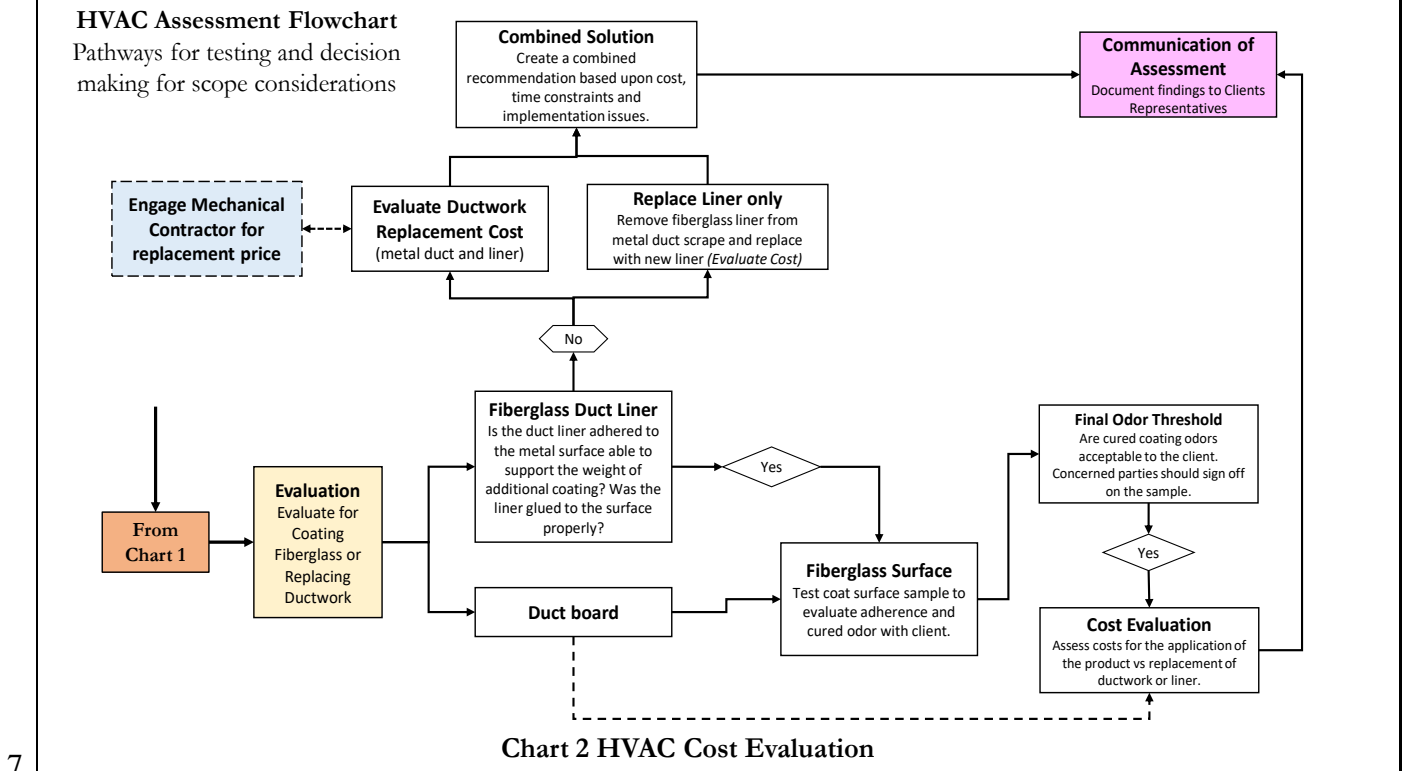 HVAC Assessment Flowchart
Pathways for testing and decision
making for scope considerations
Combined Solution
Create a combined
recommendation based upon cost,
time constraints and
implementation issues.
Communication of
Assessment
Document findings to Clients
Representatives
Engage Mechanical
Contractor for
replacement price
Evaluate Ductwork
Replacement Cost
(metal duct and liner)
Replace Liner only
Remove fiberglass liner from
metal duct scrape and replace
with new liner (Evaluate Cost)
No
Fiberglass Duct Liner
Is the duct liner adhered to
the metal surface able to
support the weight of
additional coating? Was the
liner glued to the surface
properly?
Yes
Final Odor Threshold
Are cured coating odors
acceptable to the client.
Concerned parties should sign off
on the sample.
From
Chart 1
Evaluation
Evaluate for
Coating
Fiberglass or
Replacing
Ductwork
Yes
Fiberglass Surface
Test coat surface sample to
evaluate adherence and
cured odor with client.
Duct board
Cost Evaluation
Assess costs for the application of
the product vs replacement of
ductwork or liner.
Chart 2 HVAC Cost Evaluation
7